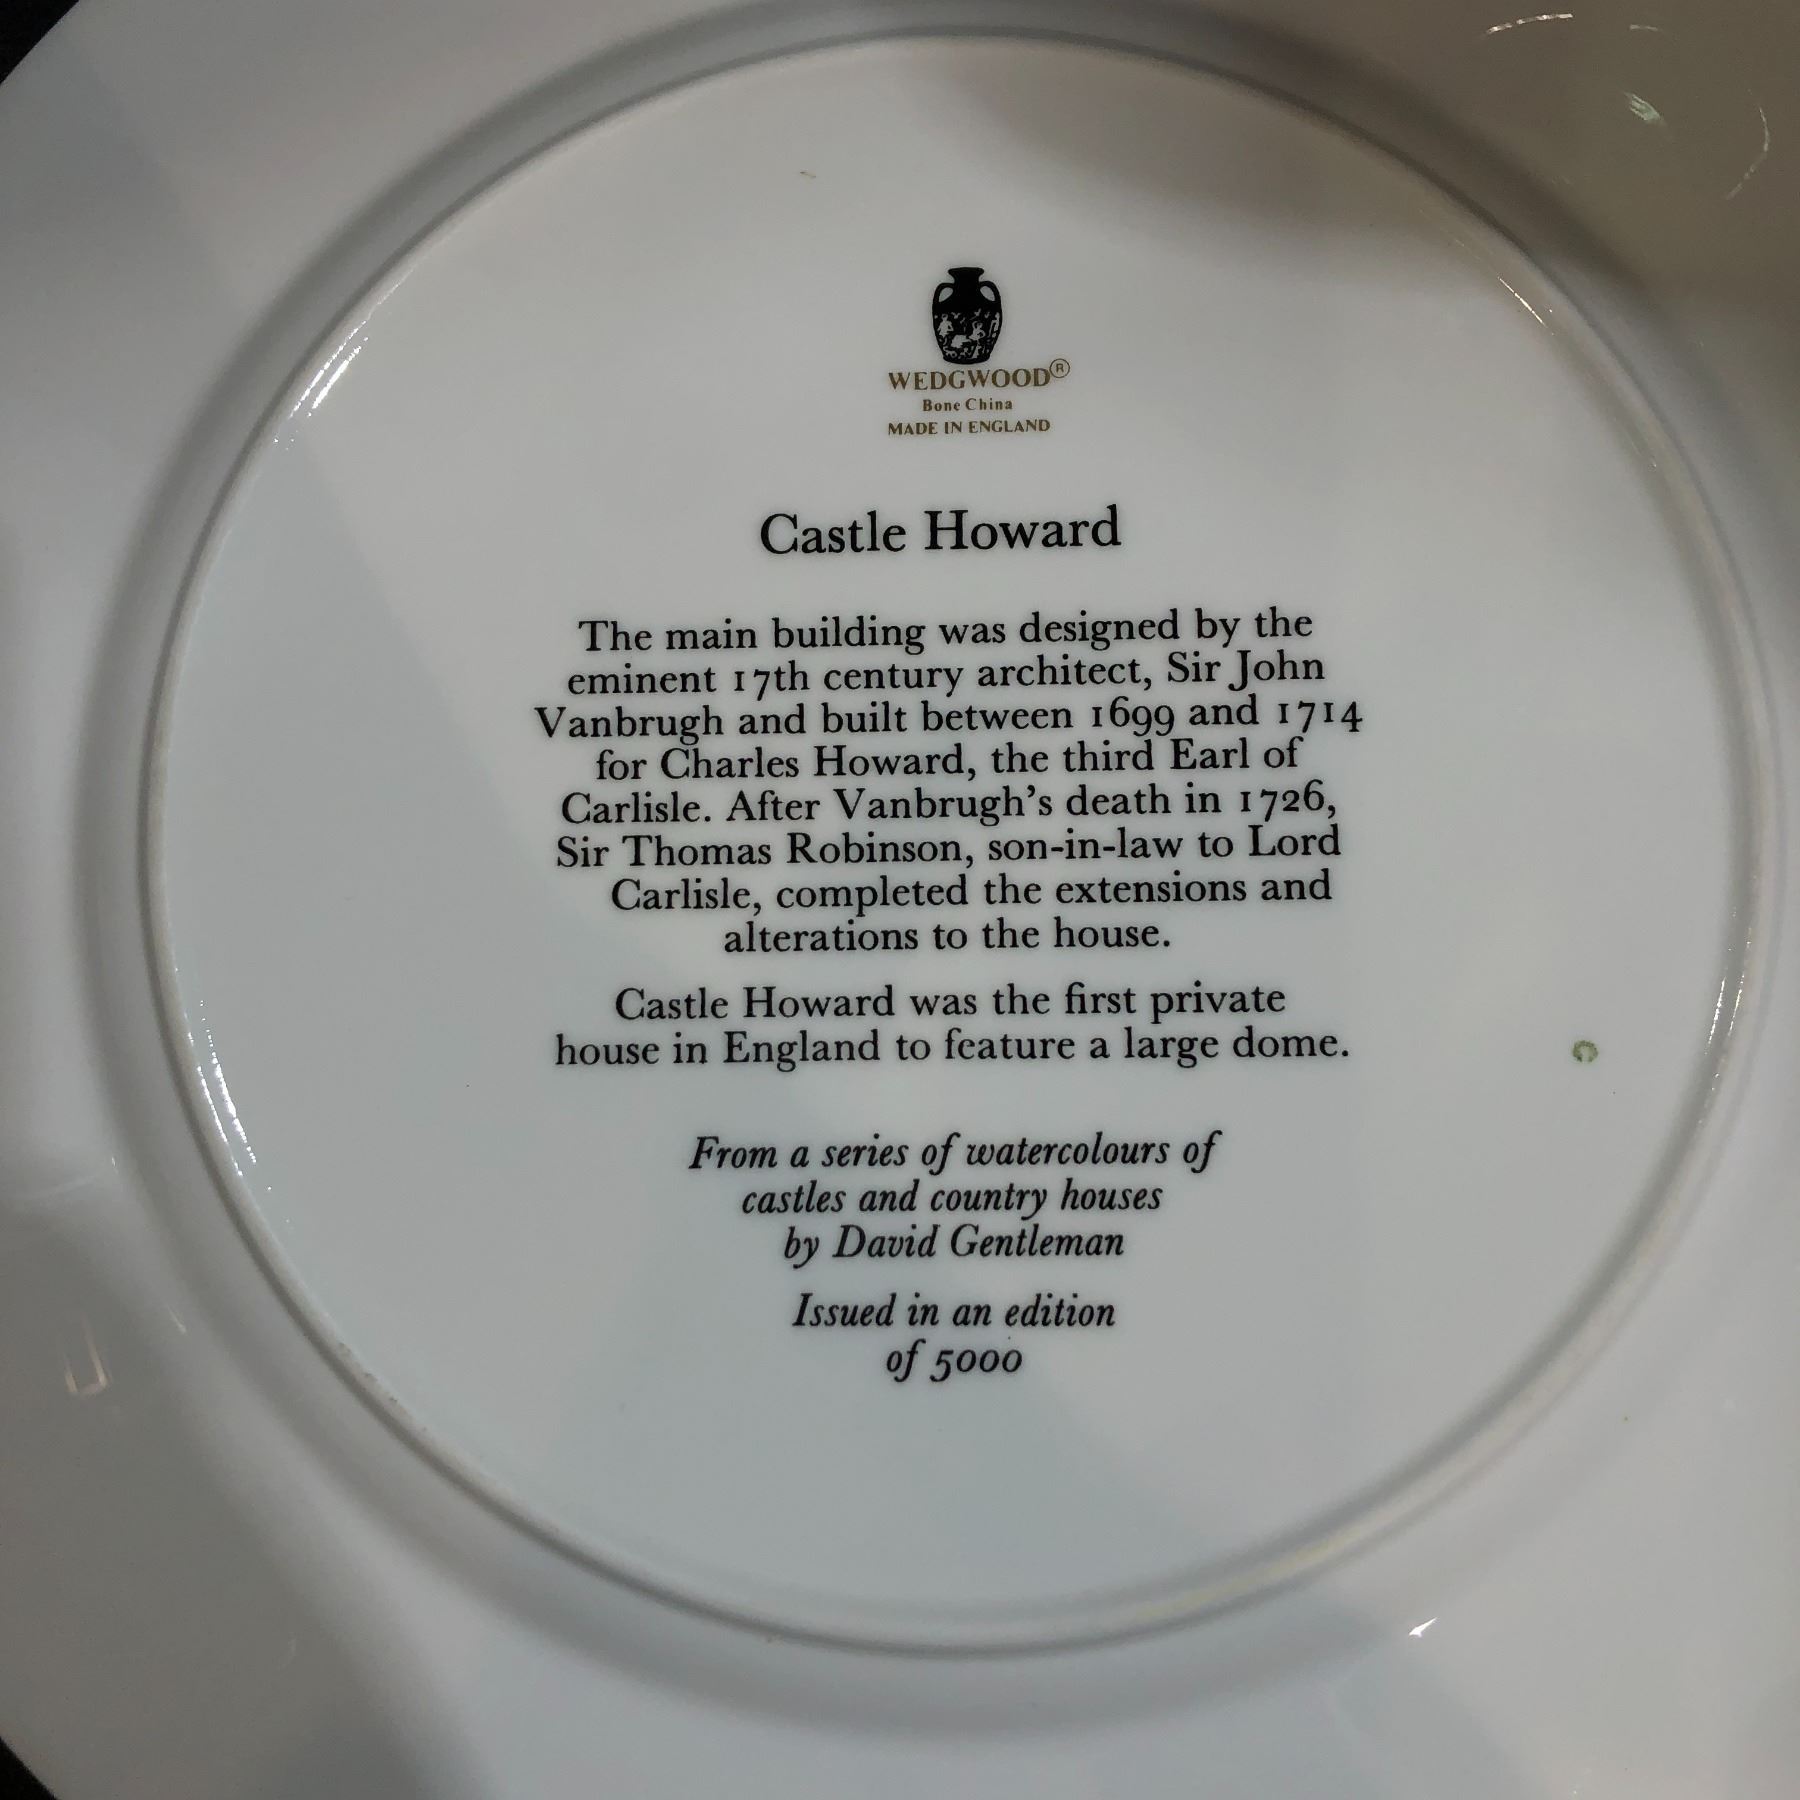 WEDGWOOD®
Bone China
MADE IN ENGLAND
Castle Howard
The main building was designed by the
eminent 17th century architect, Sir John
Vanbrugh and built between 1699 and 1714
for Charles Howard, the third Earl of
Carlisle. After Vanbrugh's death in 1726,
Sir Thomas Robinson, son-in-law to Lord
Carlisle, completed the extensions and
alterations to the house.
Castle Howard was the first private
house in England to feature a large dome.
From a series of watercolours of
castles and country houses
by David Gentleman
Issued in an edition
of 5000